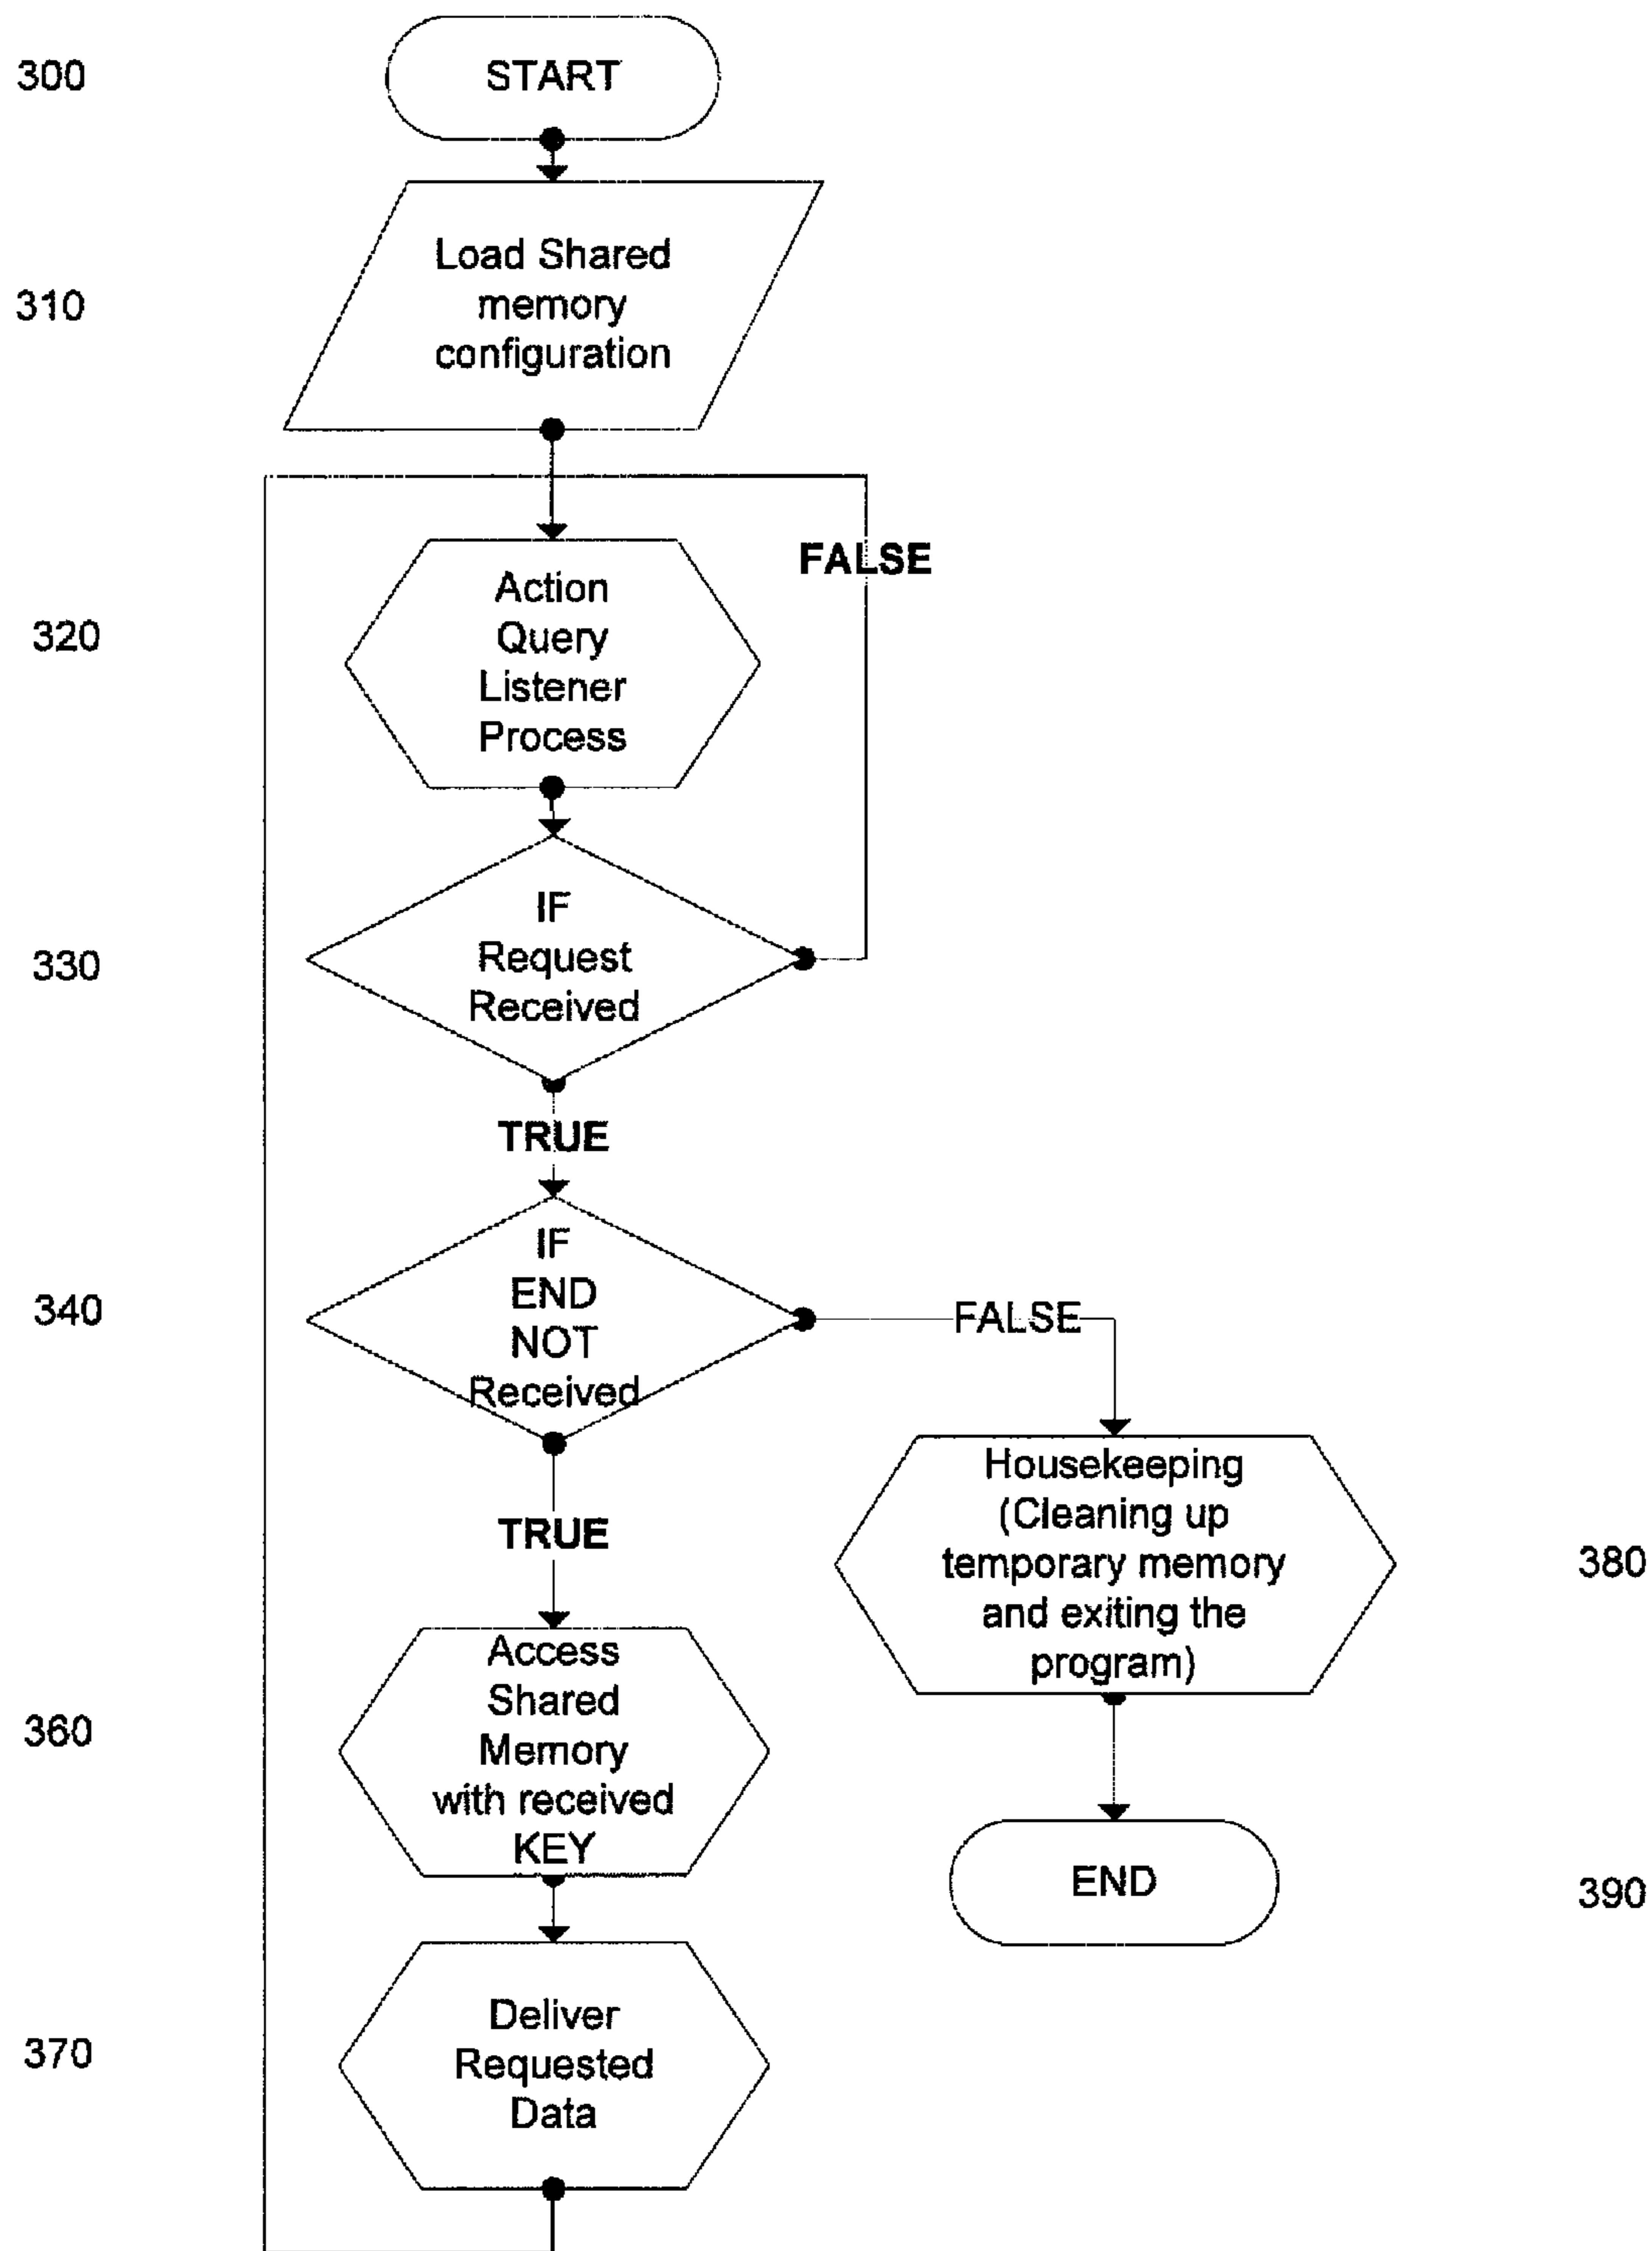 300
START
310
Load Shared
memory
configuration
FALSE
320
Action
Query
Listener
Process
330
IF
Request
Received
TRUE
340
IF
END
NOT
Received
FALSE
TRUE
Housekeeping
(Cleaning up
temporary memory
and exiting the
program)
380
360
Access
Shared
Memory
with received
KEY
END
390
370
Deliver
Requested
Data